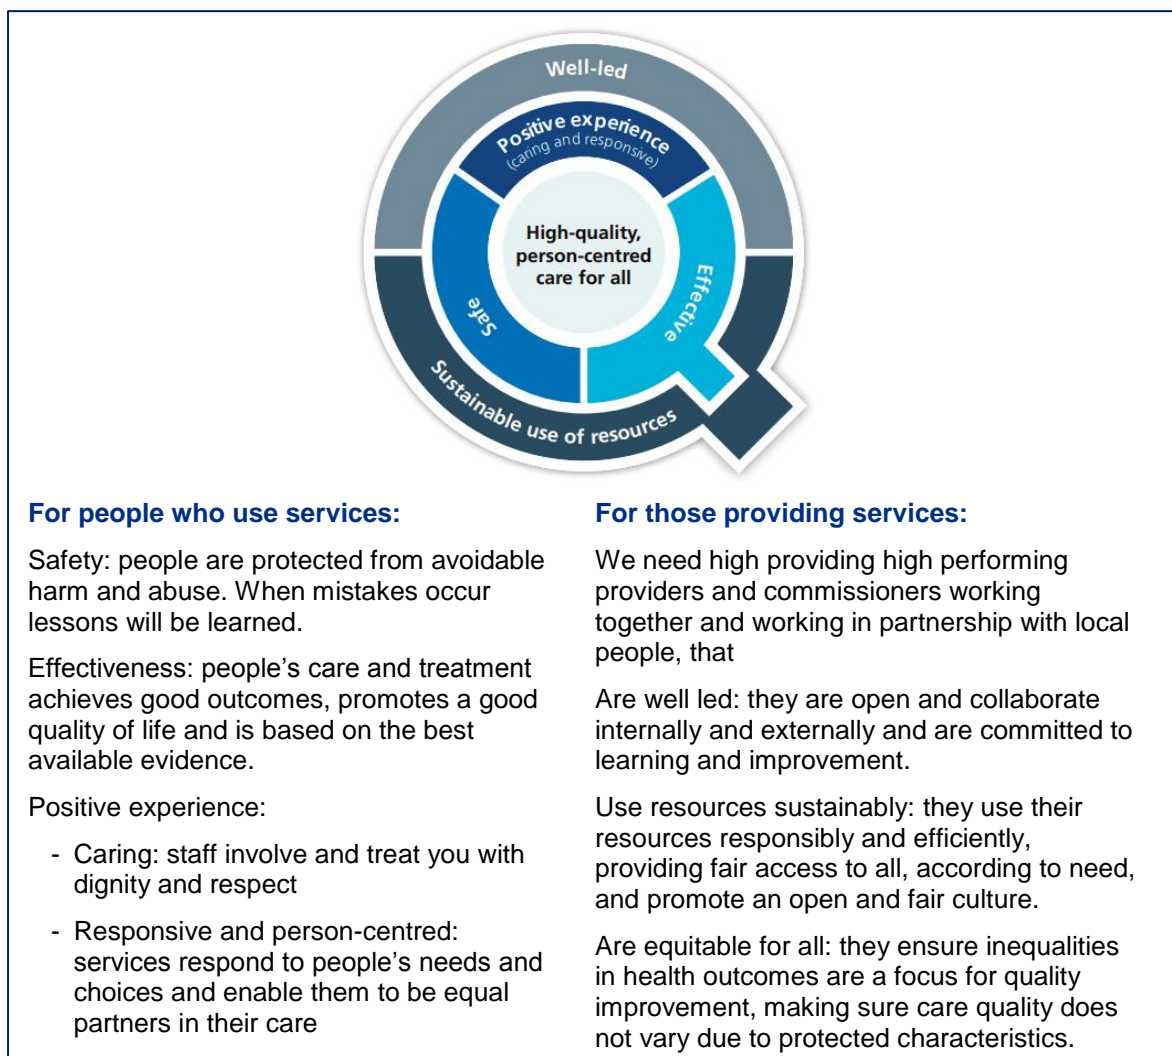 Well-led
Positive experience
(caring and responsive)
High-quality,
person-centred
care for all
Safe
Effective
Sustainable use of resources
For people who use services:
Safety: people are protected from avoidable
harm and abuse. When mistakes occur
lessons will be learned.
Effectiveness: people’s care and treatment
achieves good outcomes, promotes a good
quality of life and is based on the best
available evidence.
Positive experience:
- Caring: staff involve and treat you with
dignity and respect
- Responsive and person-centred:
services respond to people’s needs and
choices and enable them to be equal
partners in their care
For those providing services:
We need high providing high performing
providers and commissioners working
together and working in partnership with local
people, that
Are well led: they are open and collaborate
internally and externally and are committed to
learning and improvement.
Use resources sustainably: they use their
resources responsibly and efficiently,
providing fair access to all, according to need,
and promote an open and fair culture.
Are equitable for all: they ensure inequalities
in health outcomes are a focus for quality
improvement, making sure care quality does
not vary due to protected characteristics.